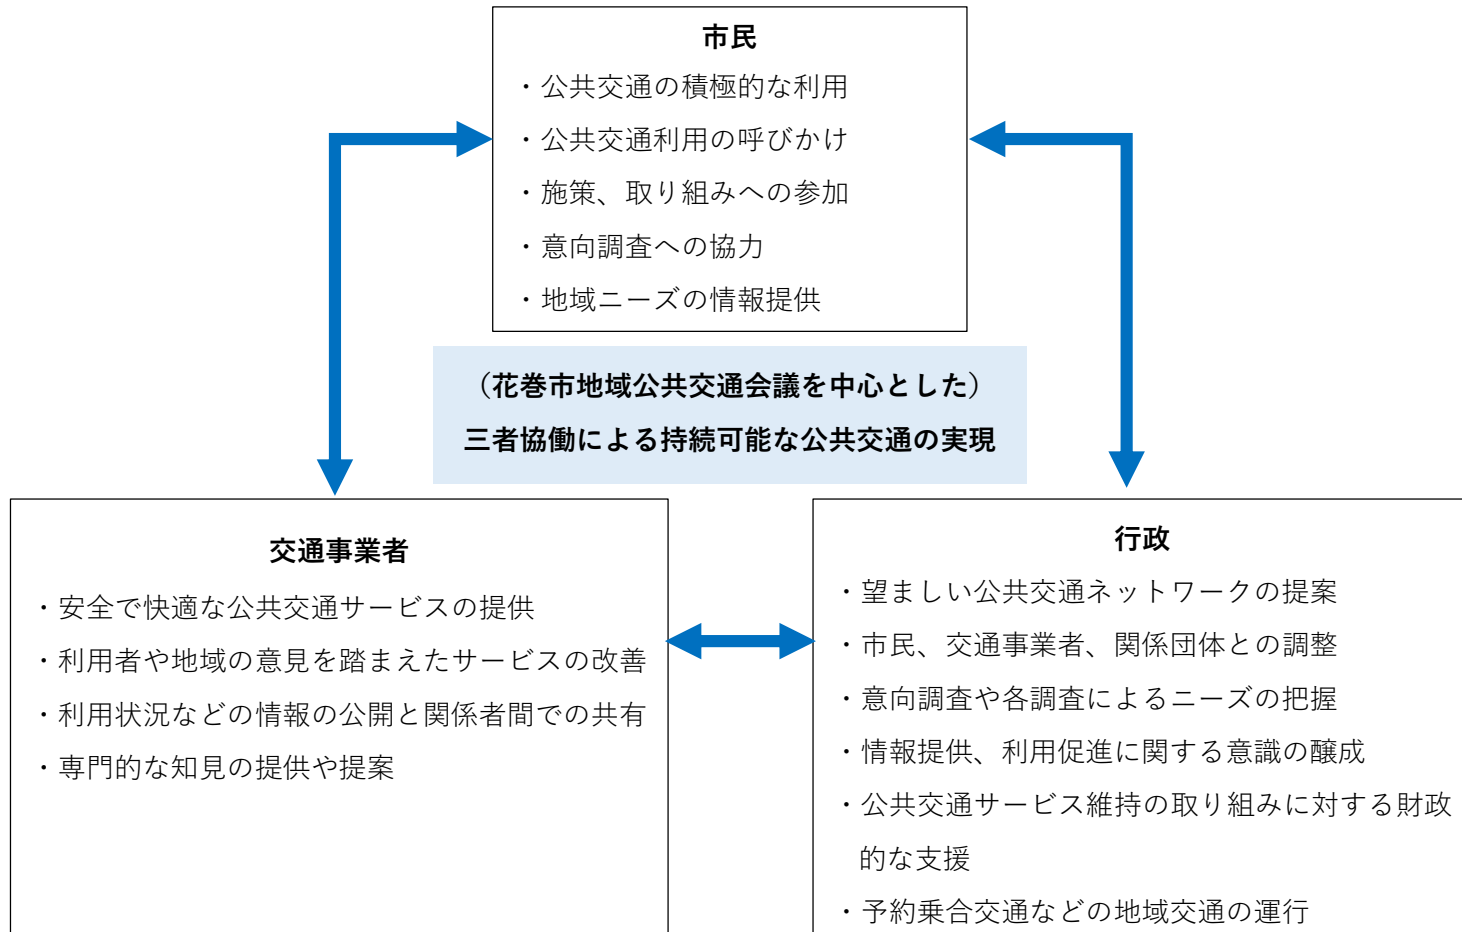 市民
・公共交通の積極的な利用
・公共交通利用の呼びかけ
・施策、取り組みへの参加
・意向調査への協力
・地域ニーズの情報提供
（花巻市地域公共交通会議を中心とした）
三者協働による持続可能な公共交通の実現
交通事業者
・安全で快適な公共交通サービスの提供
・利用者や地域の意見を踏まえたサービスの改善
・利用状況などの情報の公開と関係者間での共有
・専門的な知見の提供や提案
行政
・望ましい公共交通ネットワークの提案
・市民、交通事業者、関係団体との調整
・意向調査や各調査によるニーズの把握
・情報提供、利用促進に関する意識の醸成
・公共交通サービス維持の取り組みに対する財政
的な支援
・予約乗合交通などの地域交通の運行